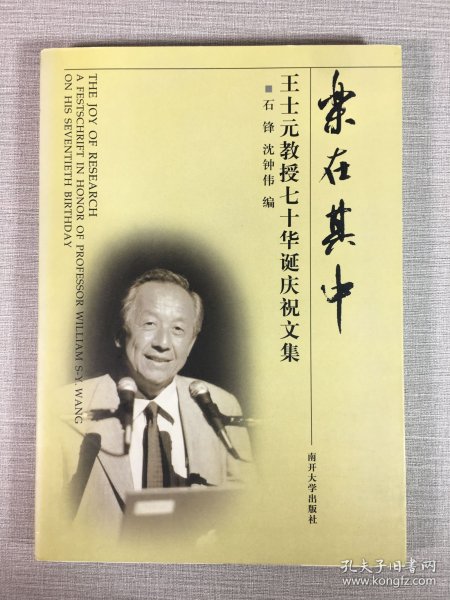 乐在其中
王士元教授七十华诞庆祝文集
■ 石锋 沈钟伟 编
THE JOY OF RESEARCH
A FESTSCHRIFT IN HONOR OF PROFESSOR WILLIAM S-Y. WANG
ON HIS SEVENTIETH BIRTHDAY
南开大学出版社
孔夫子旧书网
www.kongfz.com